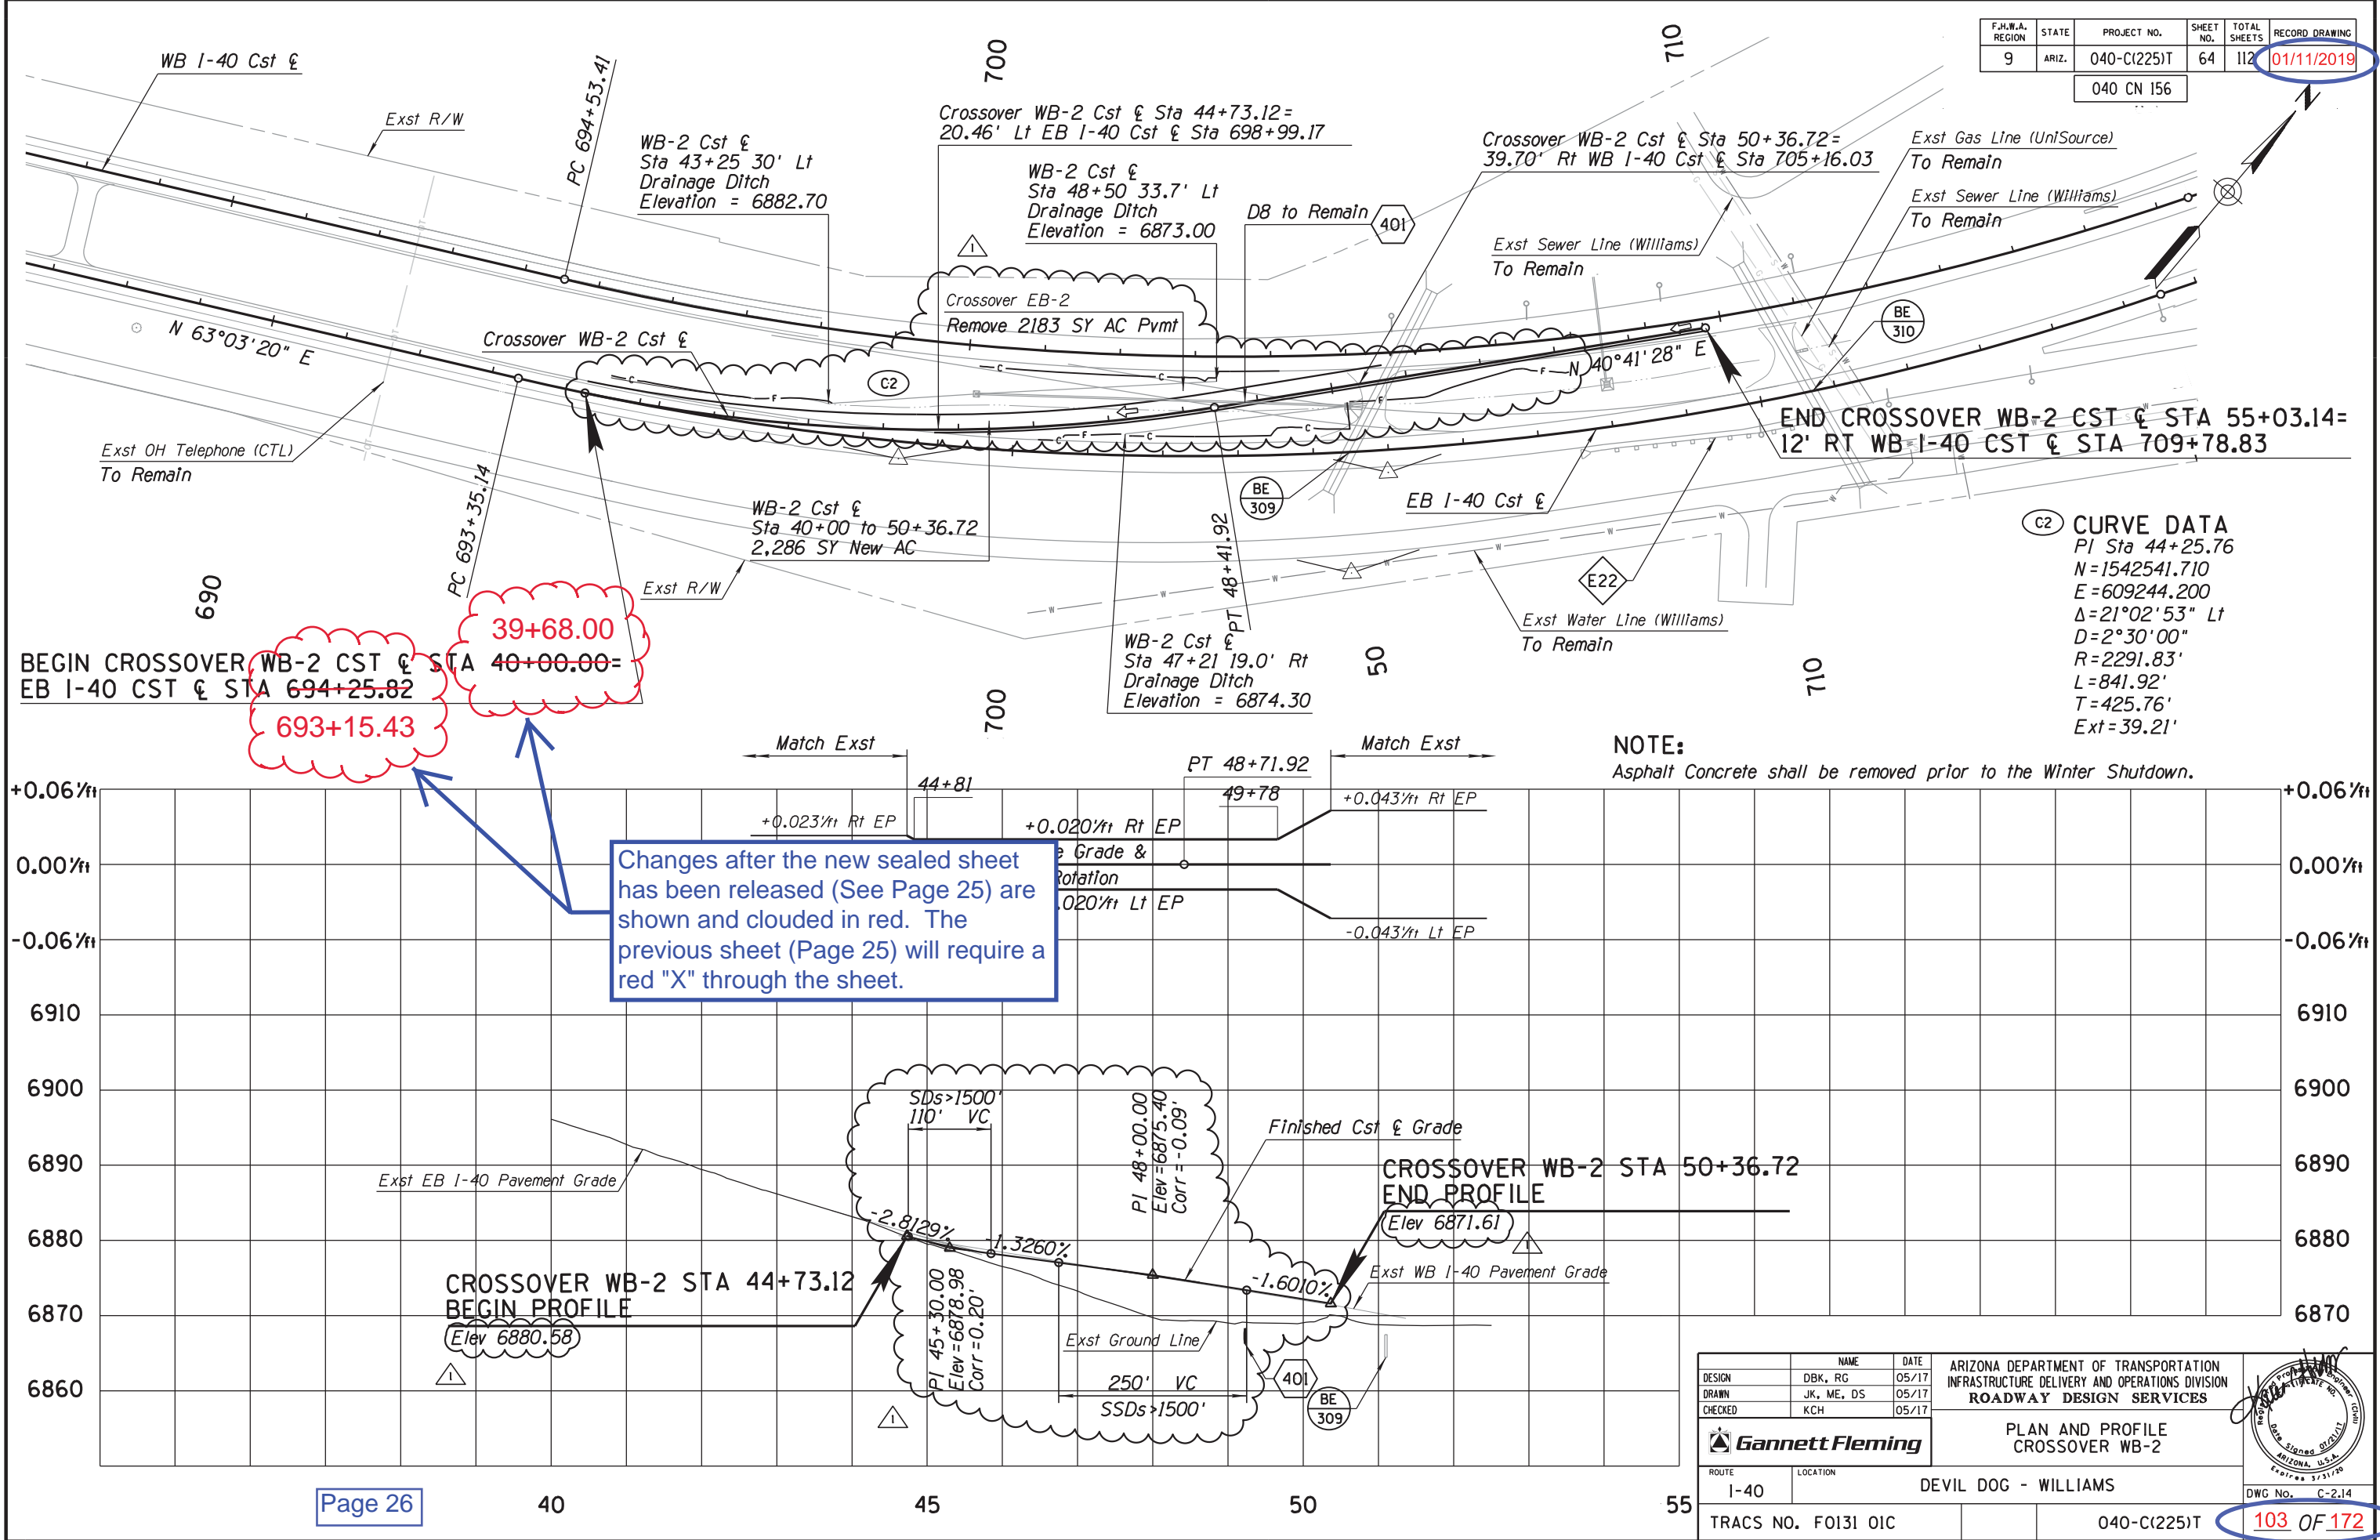 F.H.W.A. REGION
STATE
PROJECT NO.
SHEET NO.
TOTAL SHEETS
RECORD DRAWING
9
ARIZ.
040-C(225)T
64
112
01/11/2019
040 CN 156
N
WB I-40 Cst ℄
Exst R/W
PC 694+53.41
700
710
WB-2 Cst ℄
Sta 43+25 30' Lt
Drainage Ditch
Elevation = 6882.70
Crossover WB-2 Cst ℄ Sta 44+73.12=
20.46' Lt EB I-40 Cst ℄ Sta 698+99.17
WB-2 Cst ℄
Sta 48+50 33.7' Lt
Drainage Ditch
Elevation = 6873.00
D8 to Remain
401
Crossover WB-2 Cst ℄ Sta 50+36.72=
39.70' Rt WB I-40 Cst ℄ Sta 705+16.03
Exst Gas Line (UniSource)
To Remain
Exst Sewer Line (Williams)
To Remain
Exst Sewer Line (Williams)
To Remain
1
Crossover EB-2
Remove 2183 SY AC Pvmt
N 63°03'20" E
Crossover WB-2 Cst ℄
C2
N 40°41'28" E
BE
310
END CROSSOVER WB-2 CST ℄ STA 55+03.14=
12' RT WB I-40 CST ℄ STA 709+78.83
Exst OH Telephone (CTL)
To Remain
PC 693+35.14
WB-2 Cst ℄
Sta 40+00 to 50+36.72
2,286 SY New AC
Exst R/W
PT 48+41.92
BE
309
EB I-40 Cst ℄
E22
Exst Water Line (Williams)
To Remain
C2 CURVE DATA
PI Sta 44+25.76
N=1542541.710
E=609244.200
Δ=21°02'53" Lt
D=2°30'00"
R=2291.83'
L=841.92'
T=425.76'
Ext=39.21'
690
39+68.00
BEGIN CROSSOVER WB-2 CST ℄ STA 40+00.00=
EB I-40 CST ℄ STA 694+25.82
693+15.43
WB-2 Cst ℄
Sta 47+21 19.0' Rt
Drainage Ditch
Elevation = 6874.30
700
50
710
NOTE:
Asphalt Concrete shall be removed prior to the Winter Shutdown.
Match Exst
44+81
PT 48+71.92
49+78
Match Exst
+0.06'/ft
+0.06'/ft
+0.023'/ft Rt EP
+0.020'/ft Rt EP
+0.043'/ft Rt EP
0.00'/ft
Grade &
Rotation
0.00'/ft
.020'/ft Lt EP
-0.043'/ft Lt EP
-0.06'/ft
-0.06'/ft
Changes after the new sealed sheet
has been released (See Page 25) are
shown and clouded in red. The
previous sheet (Page 25) will require a
red "X" through the sheet.
6910
6910
6900
6900
6890
6890
6880
6880
6870
6870
6860
SDs>1500'
110' VC
PI 48+00.00
Elev=6875.40
Corr=-0.09'
Finished Cst ℄ Grade
Exst EB I-40 Pavement Grade
CROSSOVER WB-2 STA 50+36.72
END PROFILE
Elev 6871.61
1
-2.8129%
-1.3260%
-1.6010%
Exst WB I-40 Pavement Grade
CROSSOVER WB-2 STA 44+73.12
BEGIN PROFILE
Elev 6880.58
1
PI 45+30.00
Elev=6878.98
Corr=0.20'
Exst Ground Line
250' VC
SSDs>1500'
401
BE
309
1
NAME
DATE
DESIGN
DBK, RG
05/17
DRAWN
JK, ME, DS
05/17
CHECKED
KCH
05/17
ARIZONA DEPARTMENT OF TRANSPORTATION
INFRASTRUCTURE DELIVERY AND OPERATIONS DIVISION
ROADWAY DESIGN SERVICES
Gannett Fleming
PLAN AND PROFILE
CROSSOVER WB-2
ROUTE
I-40
LOCATION
DEVIL DOG - WILLIAMS
DWG No. C-2.14
TRACS NO. F0131 01C
040-C(225)T
103 OF 172
Date Signed 07/21/17
ARIZONA, U.S.A.
Expires 3/31/20
Page 26
40
45
50
55